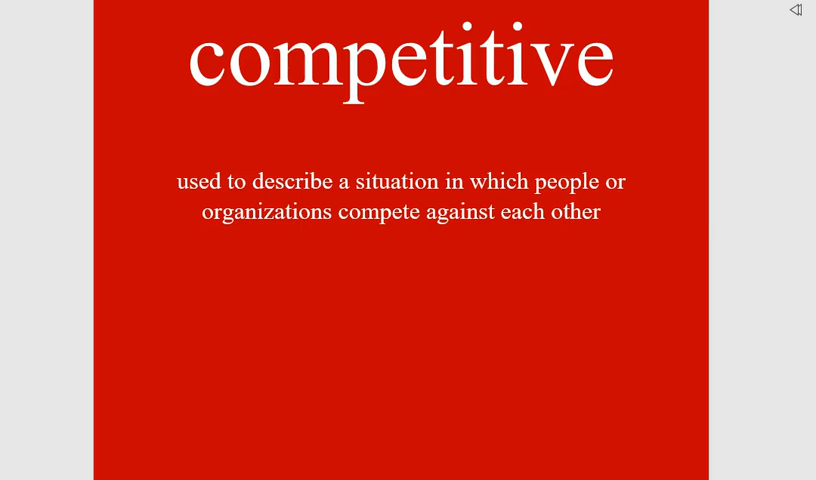 competitive
used to describe a situation in which people or
organizations compete against each other